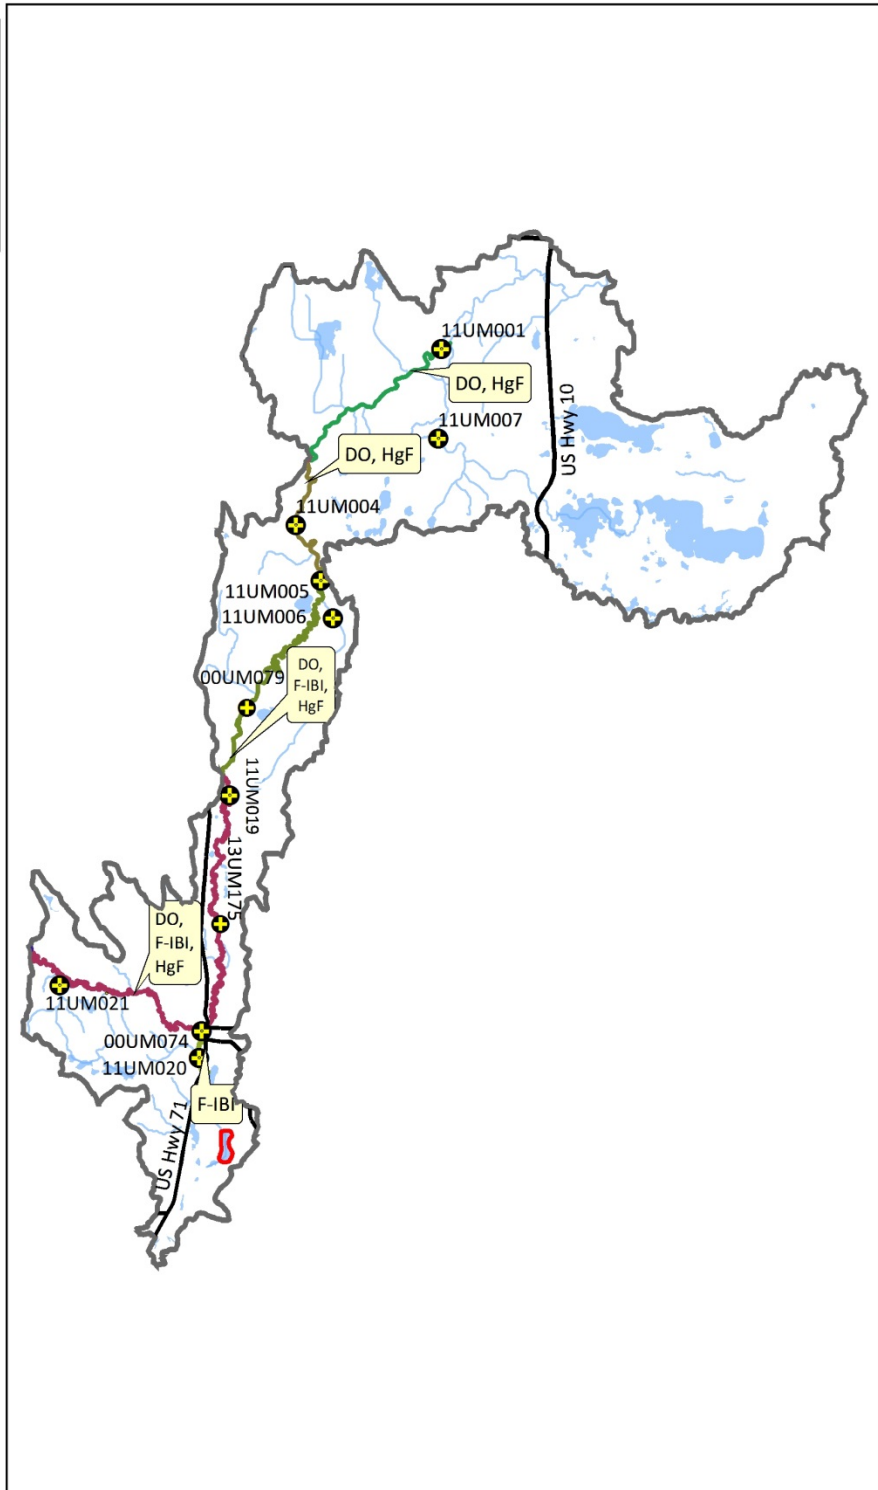 11UM001
DO, HgF
11UM007
US Hwy 10
DO, HgF
11UM004
11UM005
11UM006
00UM079
DO,
F-IBI,
HgF
11UM019
13UM175
DO,
F-IBI,
HgF
11UM021
00UM074
11UM020
F-IBI
US Hwy 71